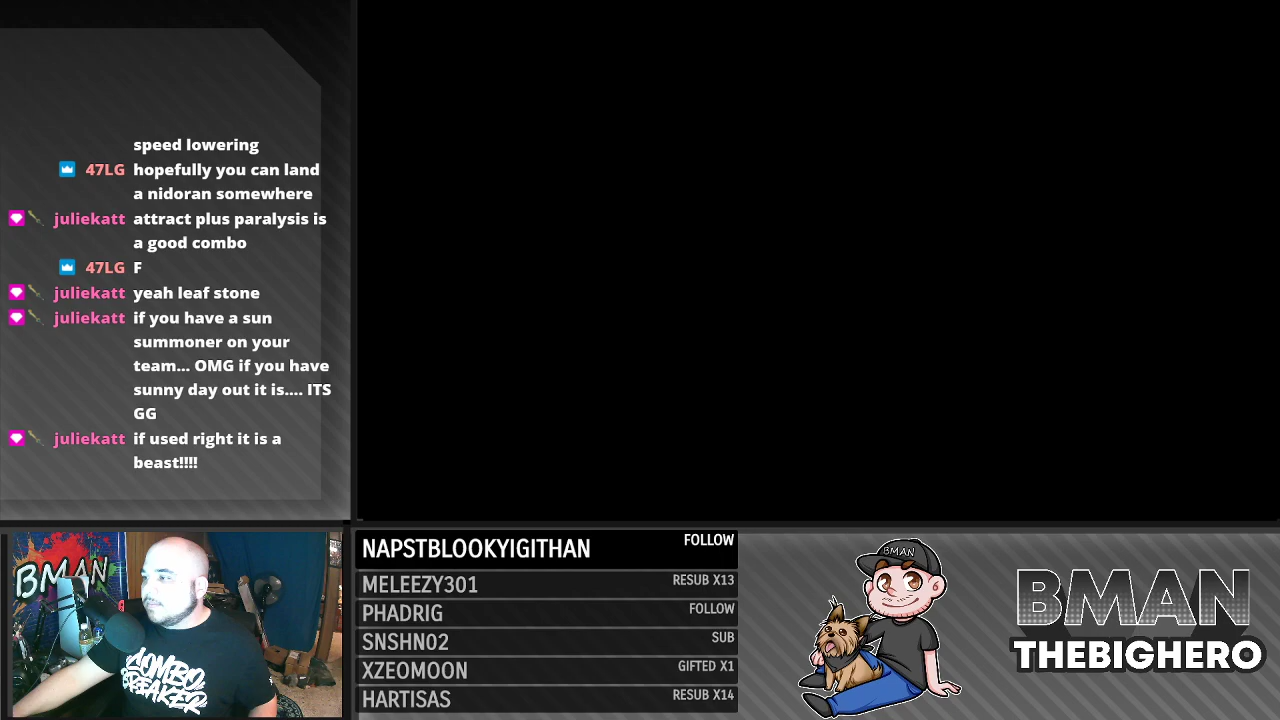 speed lowering
47LG hopefully you can land
a nidoran somewhere
juliekatt attract plus paralysis is
a good combo
47LG F
juliekatt yeah leaf stone
juliekatt if you have a sun
summoner on your
team... OMG if you have
sunny day out it is.... ITS
GG
juliekatt if used right it is a
beast!!!!
BMAN
COMBO
BREAKER
NAPSTBLOOKYIGITHAN FOLLOW
MELEEZY301 RESUB X13
PHADRIG FOLLOW
SNSHN02 SUB
XZEOMOON GIFTED X1
HARTISAS RESUB X14
BMAN
BMAN
THEBIGHERO